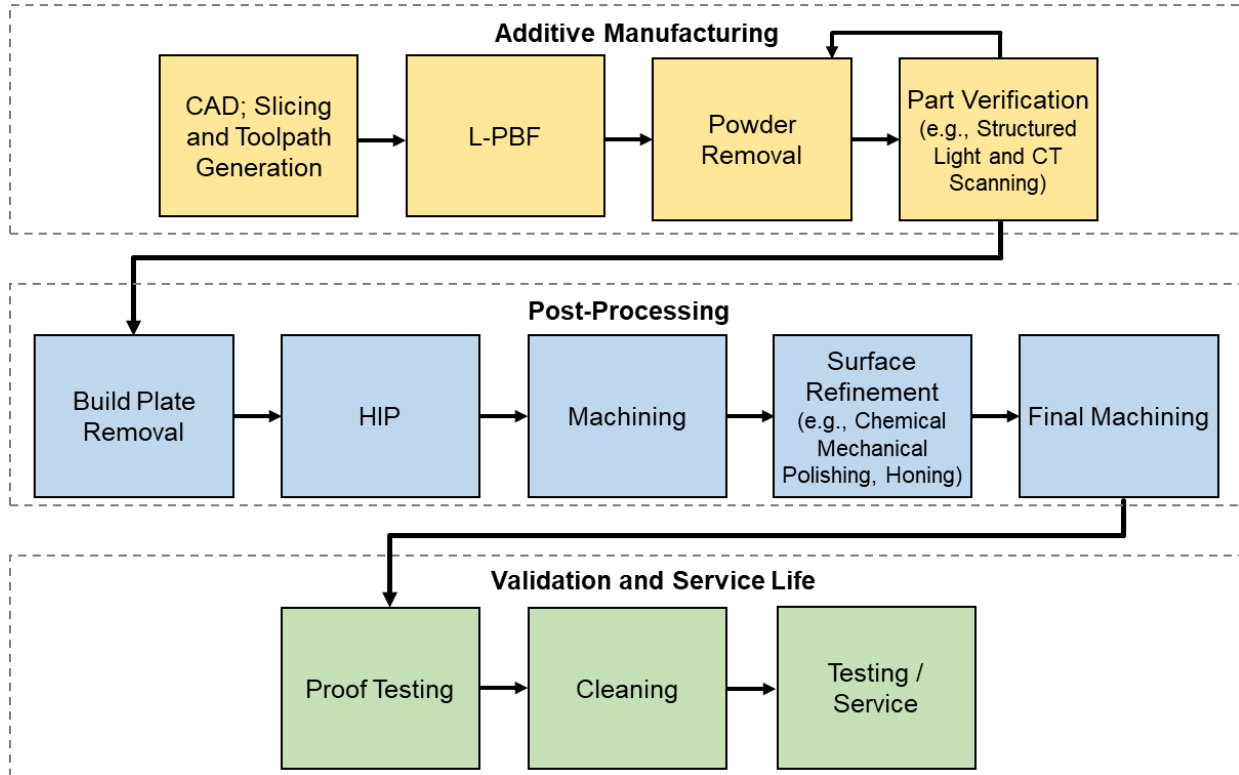 Additive Manufacturing
CAD; Slicing
and Toolpath
Generation
L-PBF
Powder
Removal
Part Verification
(e.g., Structured
Light and CT
Scanning)
Post-Processing
Build Plate
Removal
HIP
Machining
Surface
Refinement
(e.g., Chemical
Mechanical
Polishing, Honing)
Final Machining
Validation and Service Life
Proof Testing
Cleaning
Testing /
Service